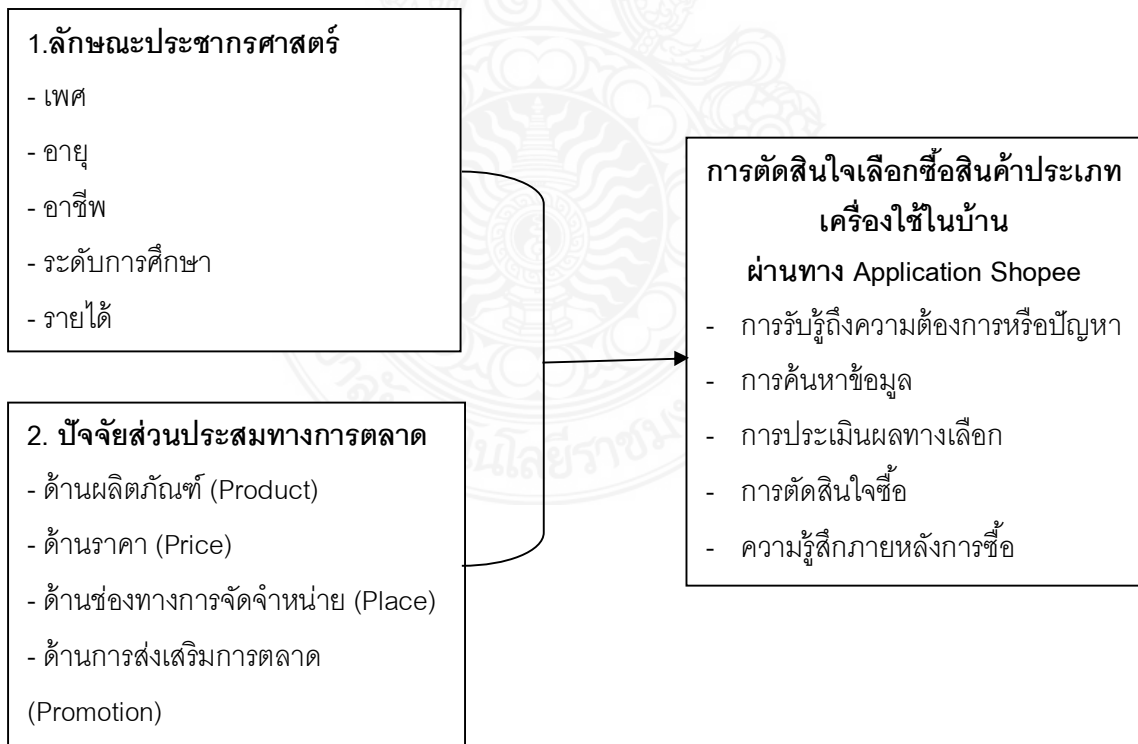 1.ลักษณะประชากรศาสตร์
- เพศ
- อายุ
- อาชีพ
- ระดับการศึกษา
- รายได้
2. ปัจจัยส่วนประสมทางการตลาด
- ด้านผลิตภัณฑ์ (Product)
- ด้านราคา (Price)
- ด้านช่องทางการจัดจำหน่าย (Place)
- ด้านการส่งเสริมการตลาด
(Promotion)
การตัดสินใจเลือกซื้อสินค้าประเภท
เครื่องใช้ในบ้าน
ผ่านทาง Application Shopee
- การรับรู้ถึงความต้องการหรือปัญหา
- การค้นหาข้อมูล
- การประเมินผลทางเลือก
- การตัดสินใจซื้อ
- ความรู้สึกภายหลังการซื้อ